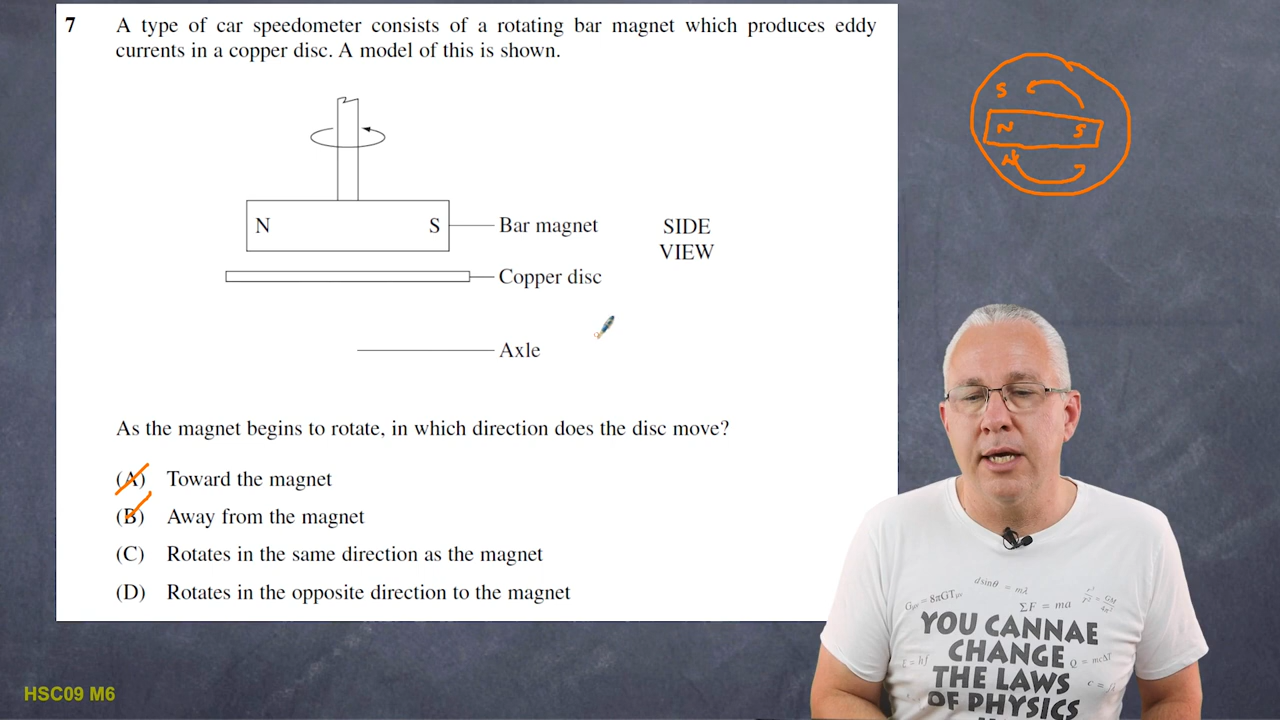 7 A type of car speedometer consists of a rotating bar magnet which produces eddy
currents in a copper disc. A model of this is shown.
N S
Bar magnet
SIDE
VIEW
Copper disc
Axle
As the magnet begins to rotate, in which direction does the disc move?
(A) Toward the magnet
(B) Away from the magnet
(C) Rotates in the same direction as the magnet
(D) Rotates in the opposite direction to the magnet
S
N S
N
dsinθ = mλ
ΣF = ma
YOU CANNAE
CHANGE
THE LAWS
OF PHYSICS
E = hf
HSC09 M6